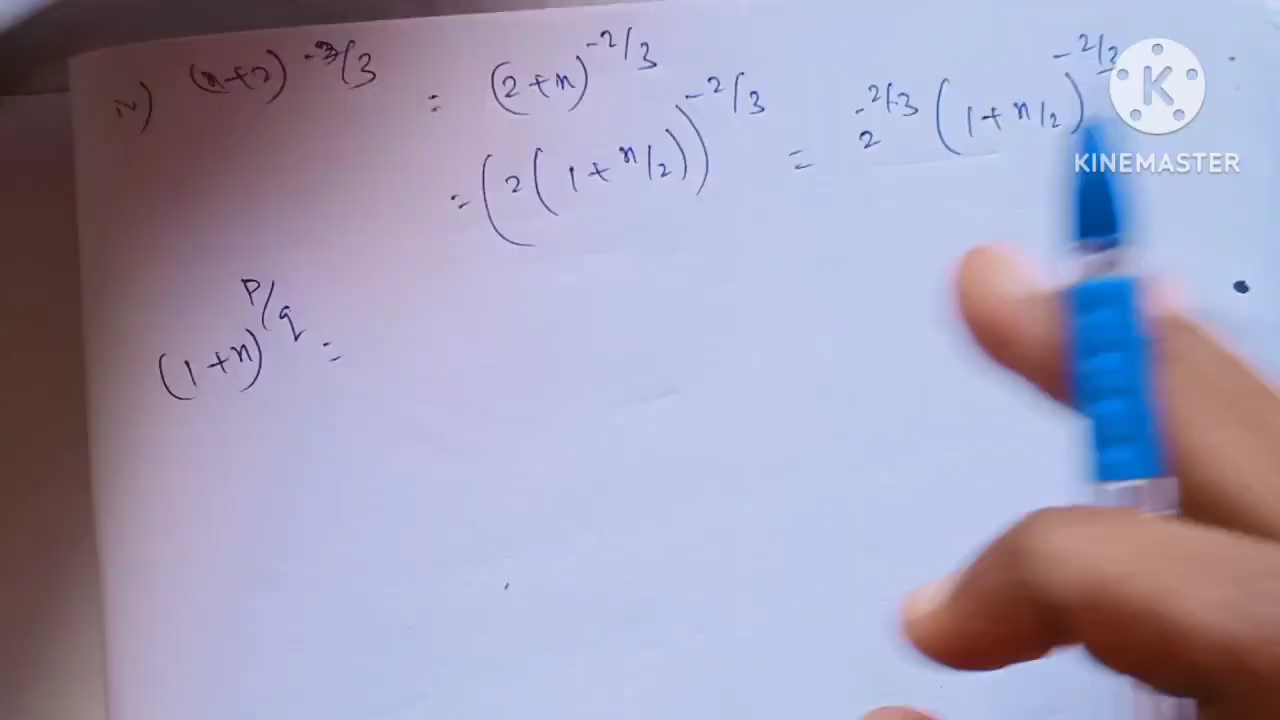 iv) (x+2)^{-2/3} = (2+x)^{-2/3}
= (2(1+x/2))^{-2/3} = 2^{-2/3} (1+x/2)^{-2/3}
(1+x)^{p/q} =
KINEMASTER